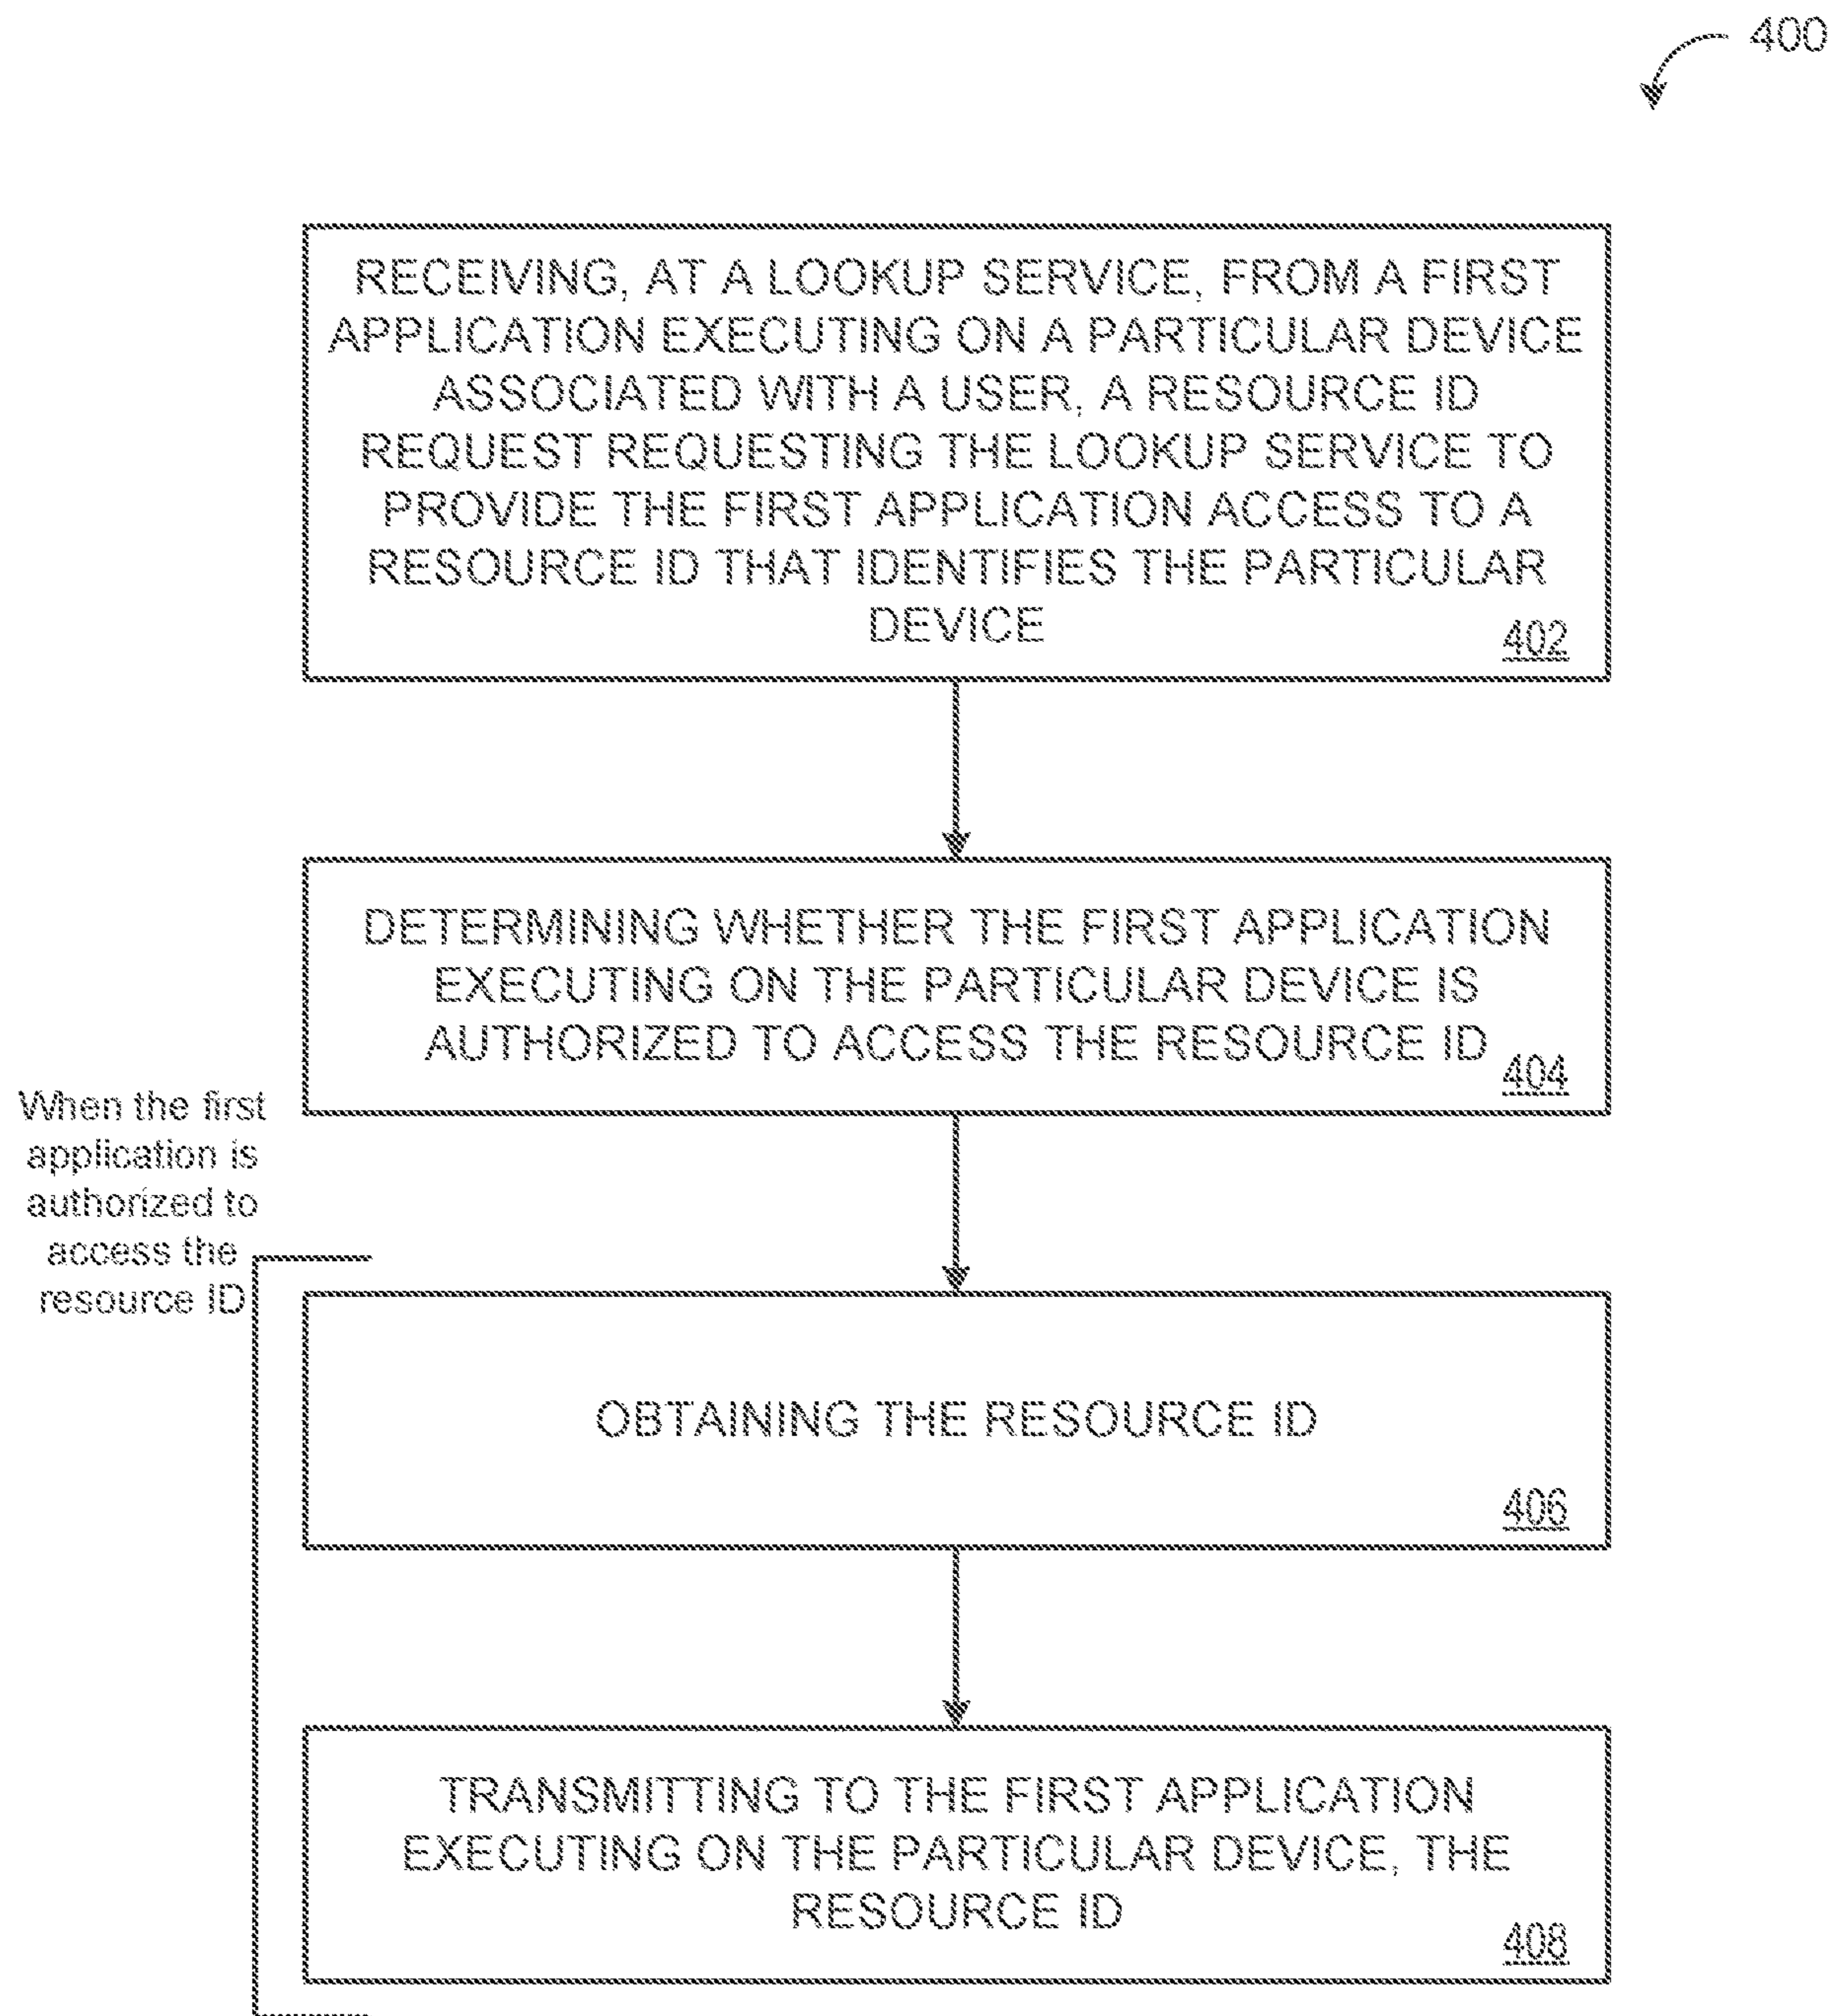 400
RECEIVING, AT A LOOKUP SERVICE, FROM A FIRST
APPLICATION EXECUTING ON A PARTICULAR DEVICE
ASSOCIATED WITH A USER, A RESOURCE ID
REQUEST REQUESTING THE LOOKUP SERVICE TO
PROVIDE THE FIRST APPLICATION ACCESS TO A
RESOURCE ID THAT IDENTIFIES THE PARTICULAR
DEVICE
402
DETERMINING WHETHER THE FIRST APPLICATION
EXECUTING ON THE PARTICULAR DEVICE IS
AUTHORIZED TO ACCESS THE RESOURCE ID
404
When the first
application is
authorized to
access the
resource ID
OBTAINING THE RESOURCE ID
406
TRANSMITTING TO THE FIRST APPLICATION
EXECUTING ON THE PARTICULAR DEVICE, THE
RESOURCE ID
408